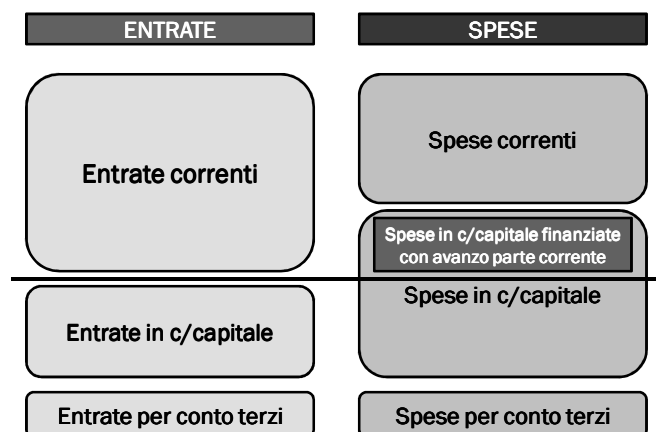 ENTRATE
SPESE
Entrate correnti
Spese correnti
Spese in c/capitale finanziate
con avanzo parte corrente
Spese in c/capitale
Entrate in c/capitale
Entrate per conto terzi
Spese per conto terzi